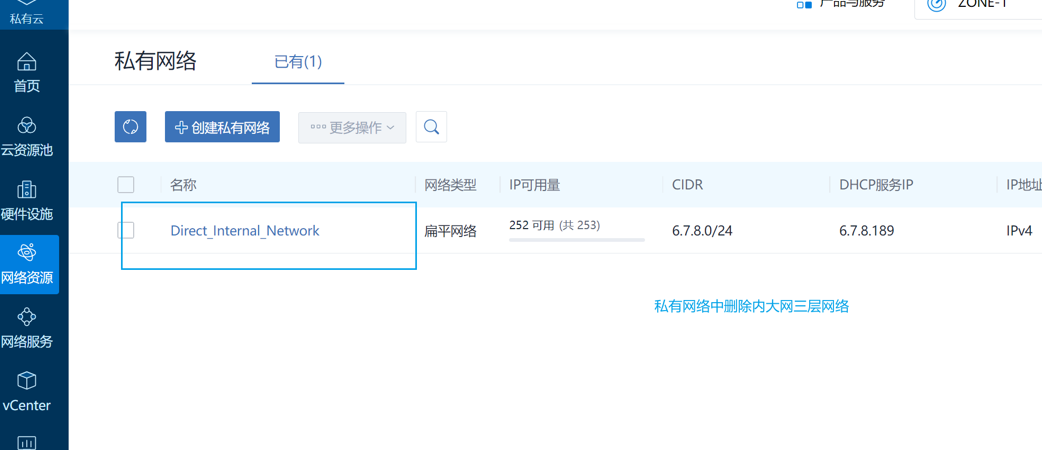 私有云
产品与服务
ZONE-1
首页
云资源池
硬件设施
网络资源
网络服务
vCenter
私有网络
已有(1)
创建私有网络
更多操作
名称 网络类型 IP可用量 CIDR DHCP服务IP IP地址
Direct_Internal_Network 扁平网络 252 可用 (共 253) 6.7.8.0/24 6.7.8.189 IPv4
私有网络中删除内大网三层网络